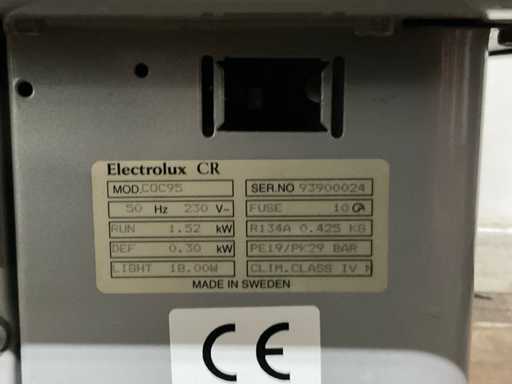 Electrolux CR
MOD. CQC95 SER.NO 93900024
50 Hz 230 V~ FUSE 10
RUN 1.52 kW R134A 0.425 KG
DEF 0.30 kW PE19/PK29 BAR
LIGHT 18.00W CLIM.CLASS IV
MADE IN SWEDEN
CE